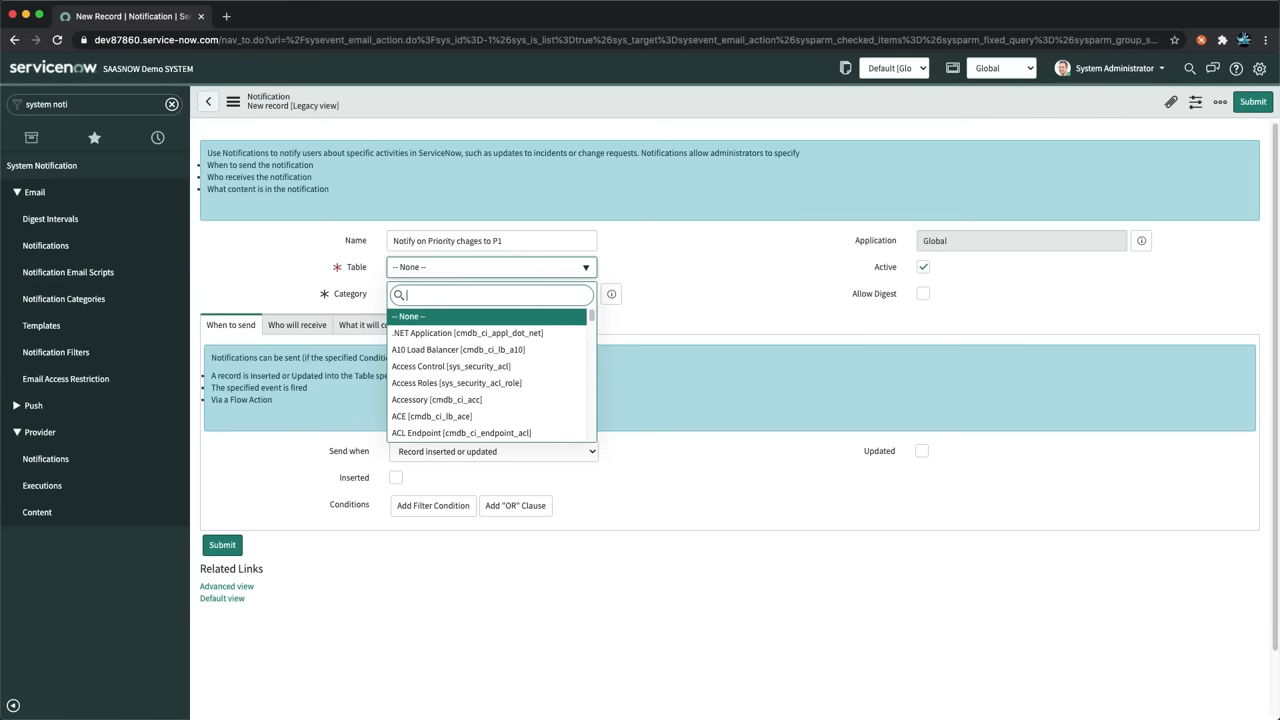 New Record | Notification | Se
dev87860.service-now.com/nav_to.do?uri=%2Fsysevent_email_action.do%3Fsys_id%3D-1%26sys_is_list%3Dtrue%26sys_target%3Dsysevent_email_action%26sysparm_checked_items%3D%26sysparm_fixed_query%3D%26sysparm_group_s...
servicenow SAASNOW Demo SYSTEM
Default [Glo
Global
System Administrator
system noti
Notification
New record [Legacy view]
Submit
System Notification
Email
Digest Intervals
Notifications
Notification Email Scripts
Notification Categories
Templates
Notification Filters
Email Access Restriction
Push
Provider
Notifications
Executions
Content
Use Notifications to notify users about specific activities in ServiceNow, such as updates to incidents or change requests. Notifications allow administrators to specify
When to send the notification
Who receives the notification
What content is in the notification
Name Notify on Priority chages to P1
Application Global
Table -- None --
Active
Category
Allow Digest
-- None --
.NET Application [cmdb_ci_appl_dot_net]
A10 Load Balancer [cmdb_ci_lb_a10]
Access Control [sys_security_acl]
Access Roles [sys_security_acl_role]
Accessory [cmdb_ci_acc]
ACE [cmdb_ci_lb_ace]
ACL Endpoint [cmdb_ci_endpoint_acl]
When to send Who will receive What it will co
Notifications can be sent (if the specified Conditio
A record is Inserted or Updated into the Table spe
The specified event is fired
Via a Flow Action
Send when Record inserted or updated
Updated
Inserted
Conditions Add Filter Condition Add "OR" Clause
Submit
Related Links
Advanced view
Default view